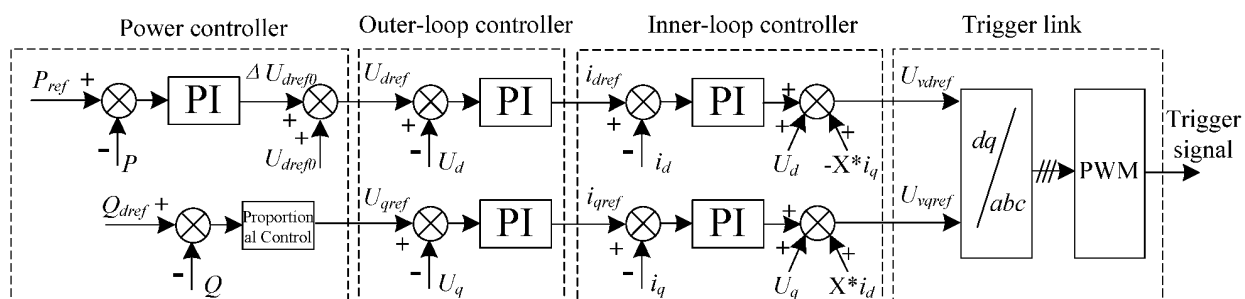 Power controller
Outer-loop controller
Inner-loop controller
Trigger link
P_ref +
PI
ΔU_dref0
U_dref
PI
i_dref
PI
U_vdref
+
+
+
+
+
-
P
U_dref0
-
U_d
-
i_d
+
U_d
+
-X*i_q
dq
/
abc
PWM
Trigger
signal
Q_dref +
Proportion
al Control
U_qref
PI
i_qref
PI
U_vqref
+
+
+
-
Q
-
U_q
-
i_q
+
U_q
+
X*i_d